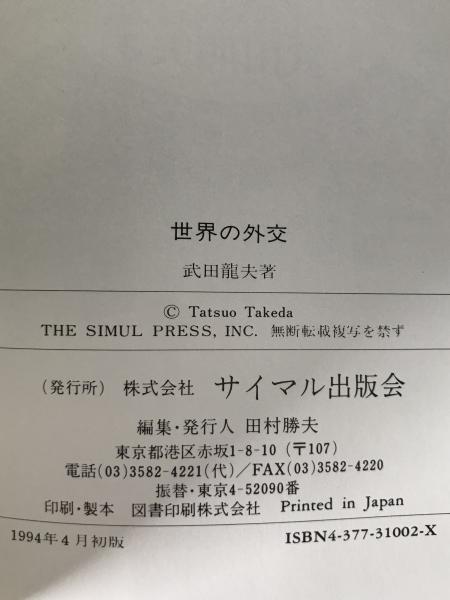 世界の外交
武田龍夫著
© Tatsuo Takeda
THE SIMUL PRESS, INC. 無断転載複写を禁ず
(発行所) 株式会社 サイマル出版会
編集・発行人 田村勝夫
東京都港区赤坂1-8-10 (〒107)
電話(03)3582-4221(代)/FAX(03)3582-4220
振替・東京4-52090番
印刷・製本 図書印刷株式会社 Printed in Japan
1994年4月初版 ISBN4-377-31002-X